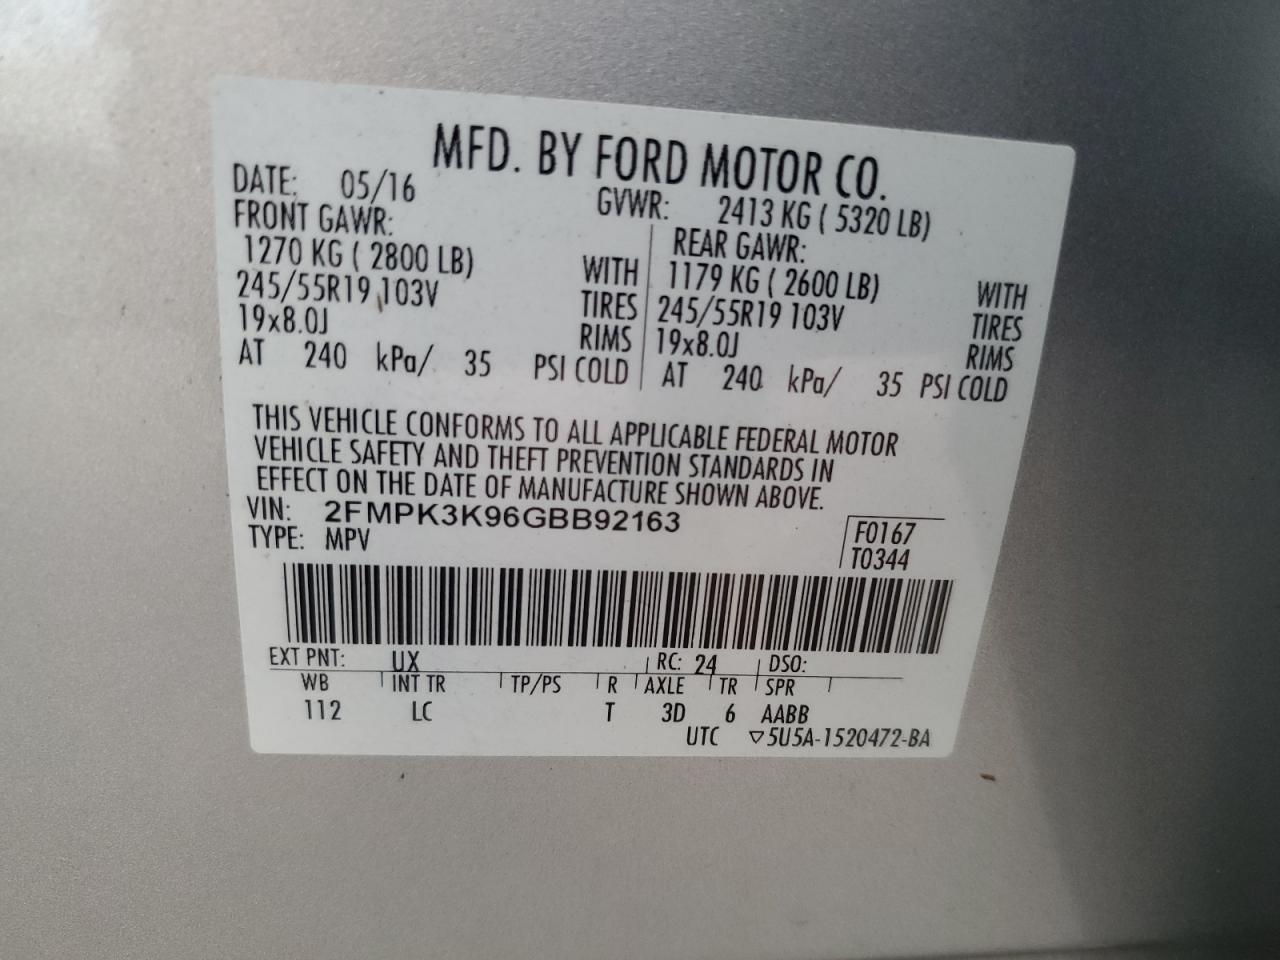 MFD. BY FORD MOTOR CO.
DATE: 05/16 GVWR: 2413 KG ( 5320 LB)
FRONT GAWR: REAR GAWR:
1270 KG ( 2800 LB) WITH 1179 KG ( 2600 LB) WITH
245/55R19 103V TIRES 245/55R19 103V TIRES
19x8.0J RIMS 19x8.0J RIMS
AT 240 kPa/ 35 PSI COLD AT 240 kPa/ 35 PSI COLD
THIS VEHICLE CONFORMS TO ALL APPLICABLE FEDERAL MOTOR
VEHICLE SAFETY AND THEFT PREVENTION STANDARDS IN
EFFECT ON THE DATE OF MANUFACTURE SHOWN ABOVE.
VIN: 2FMPK3K96GBB92163 F0167
TYPE: MPV T0344
EXT PNT: UX RC: 24 DSO:
WB INT TR TP/PS R AXLE TR SPR
112 LC T 3D 6 AABB
UTC ▽5U5A-1520472-BA